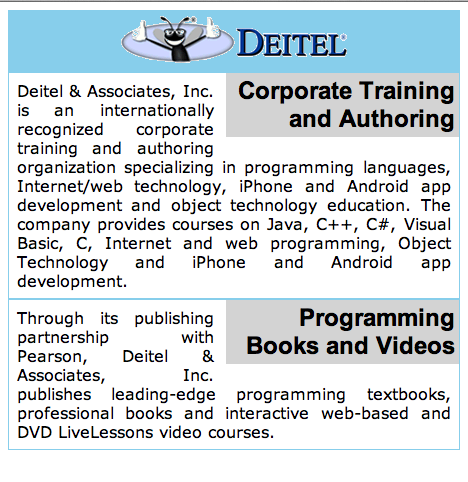 DEITEL®
Corporate Training
and Authoring
Deitel & Associates, Inc.
is an internationally
recognized corporate
training and authoring
organization specializing in programming languages,
Internet/web technology, iPhone and Android app
development and object technology education. The
company provides courses on Java, C++, C#, Visual
Basic, C, Internet and web programming, Object
Technology and iPhone and Android app
development.
Programming
Books and Videos
Through its publishing
partnership with
Pearson, Deitel &
Associates, Inc.
publishes leading-edge programming textbooks,
professional books and interactive web-based and
DVD LiveLessons video courses.